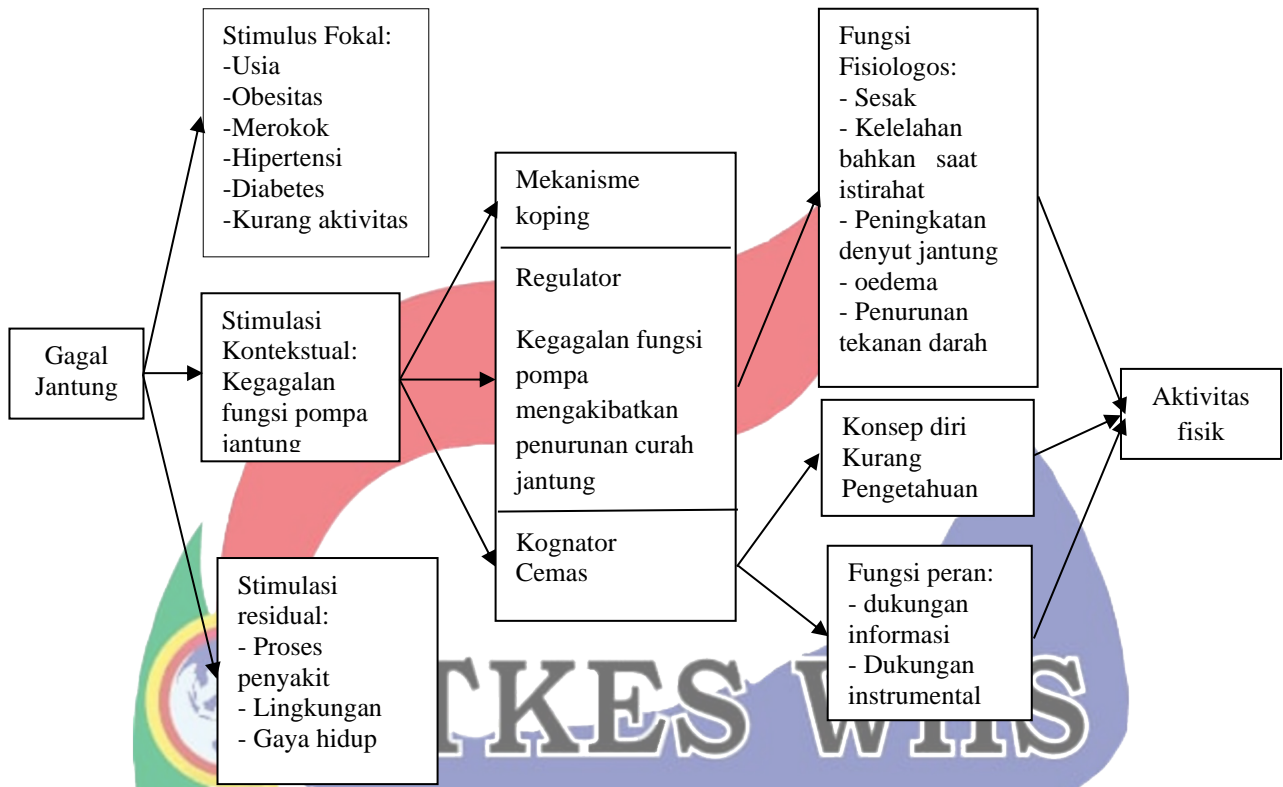 Gagal
Jantung
Stimulus Fokal:
-Usia
-Obesitas
-Merokok
-Hipertensi
-Diabetes
-Kurang aktivitas
Stimulasi
Kontekstual:
Kegagalan
fungsi pompa
jantung
Stimulasi
residual:
- Proses
penyakit
- Lingkungan
- Gaya hidup
Mekanisme
koping
Regulator
Kegagalan fungsi
pompa
mengakibatkan
penurunan curah
jantung
Kognator
Cemas
Fungsi
Fisiologos:
- Sesak
- Kelelahan
bahkan saat
istirahat
- Peningkatan
denyut jantung
- oedema
- Penurunan
tekanan darah
Konsep diri
Kurang
Pengetahuan
Fungsi peran:
- dukungan
informasi
- Dukungan
instrumental
Aktivitas
fisik
TKES WHS